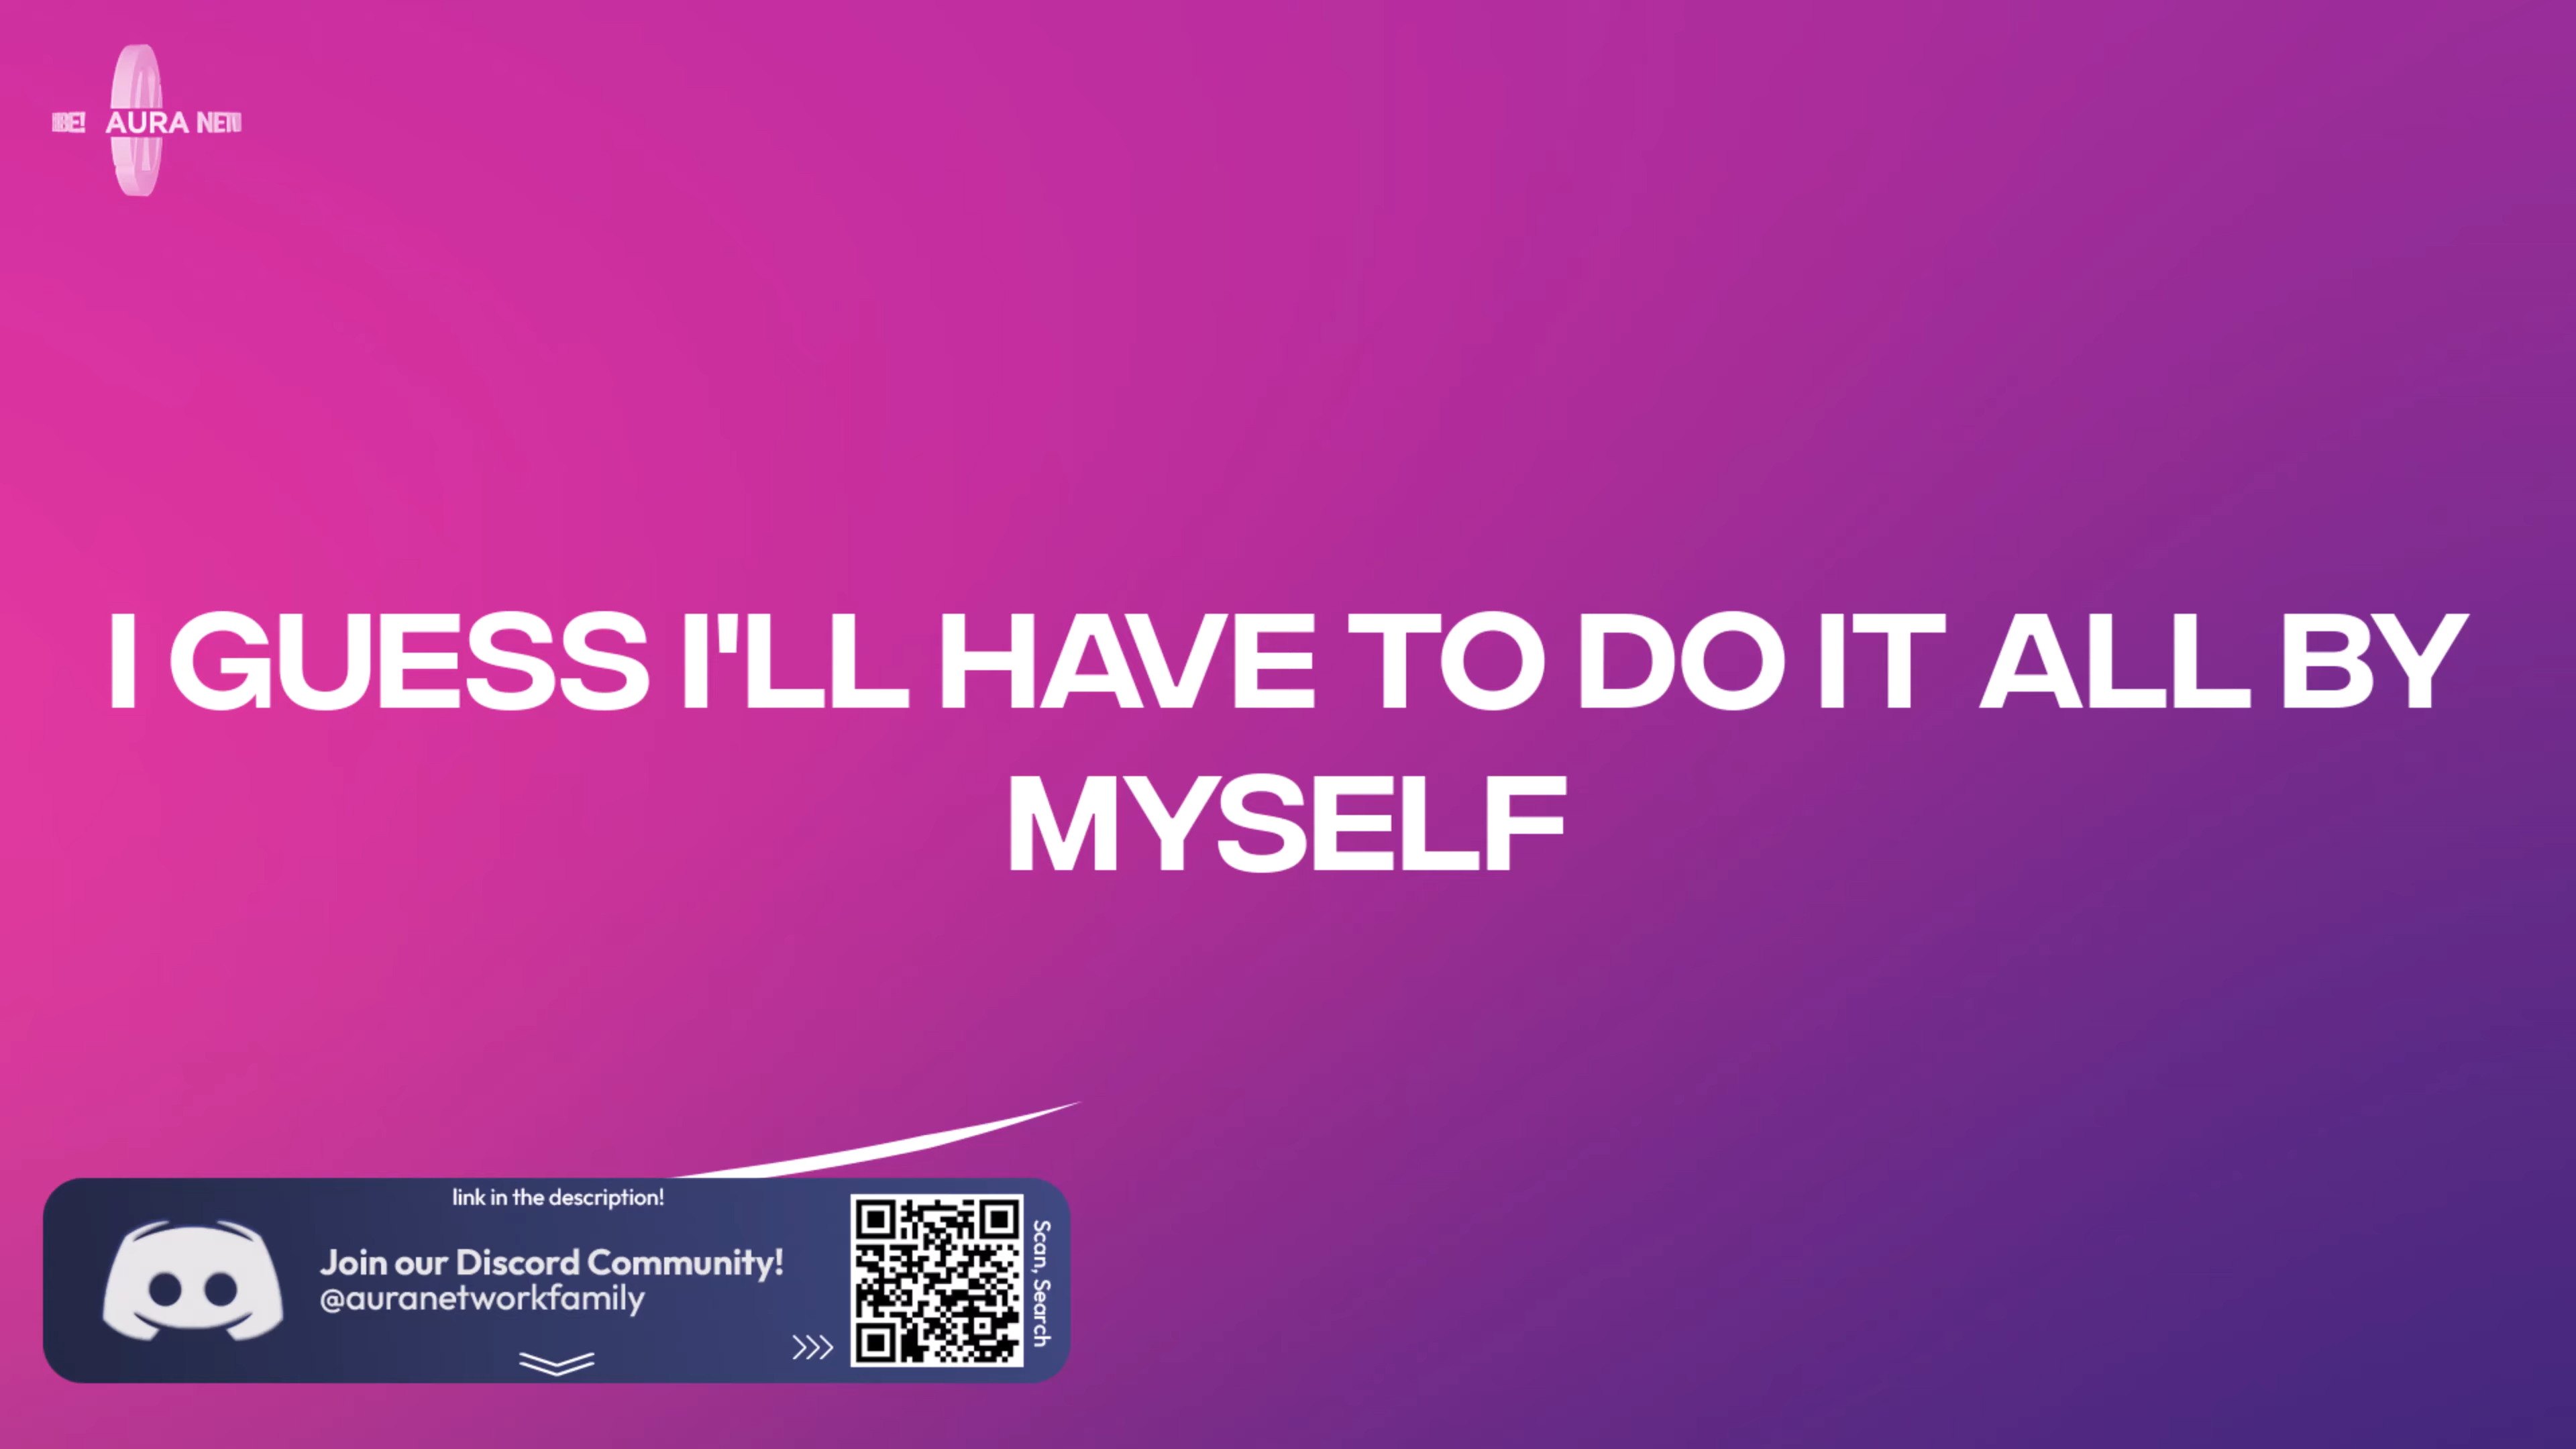 AURA
I GUESS I'LL HAVE TO DO IT ALL BY
MYSELF
link in the description!
Join our Discord Community!
@auranetworkfamily
Scan, Search